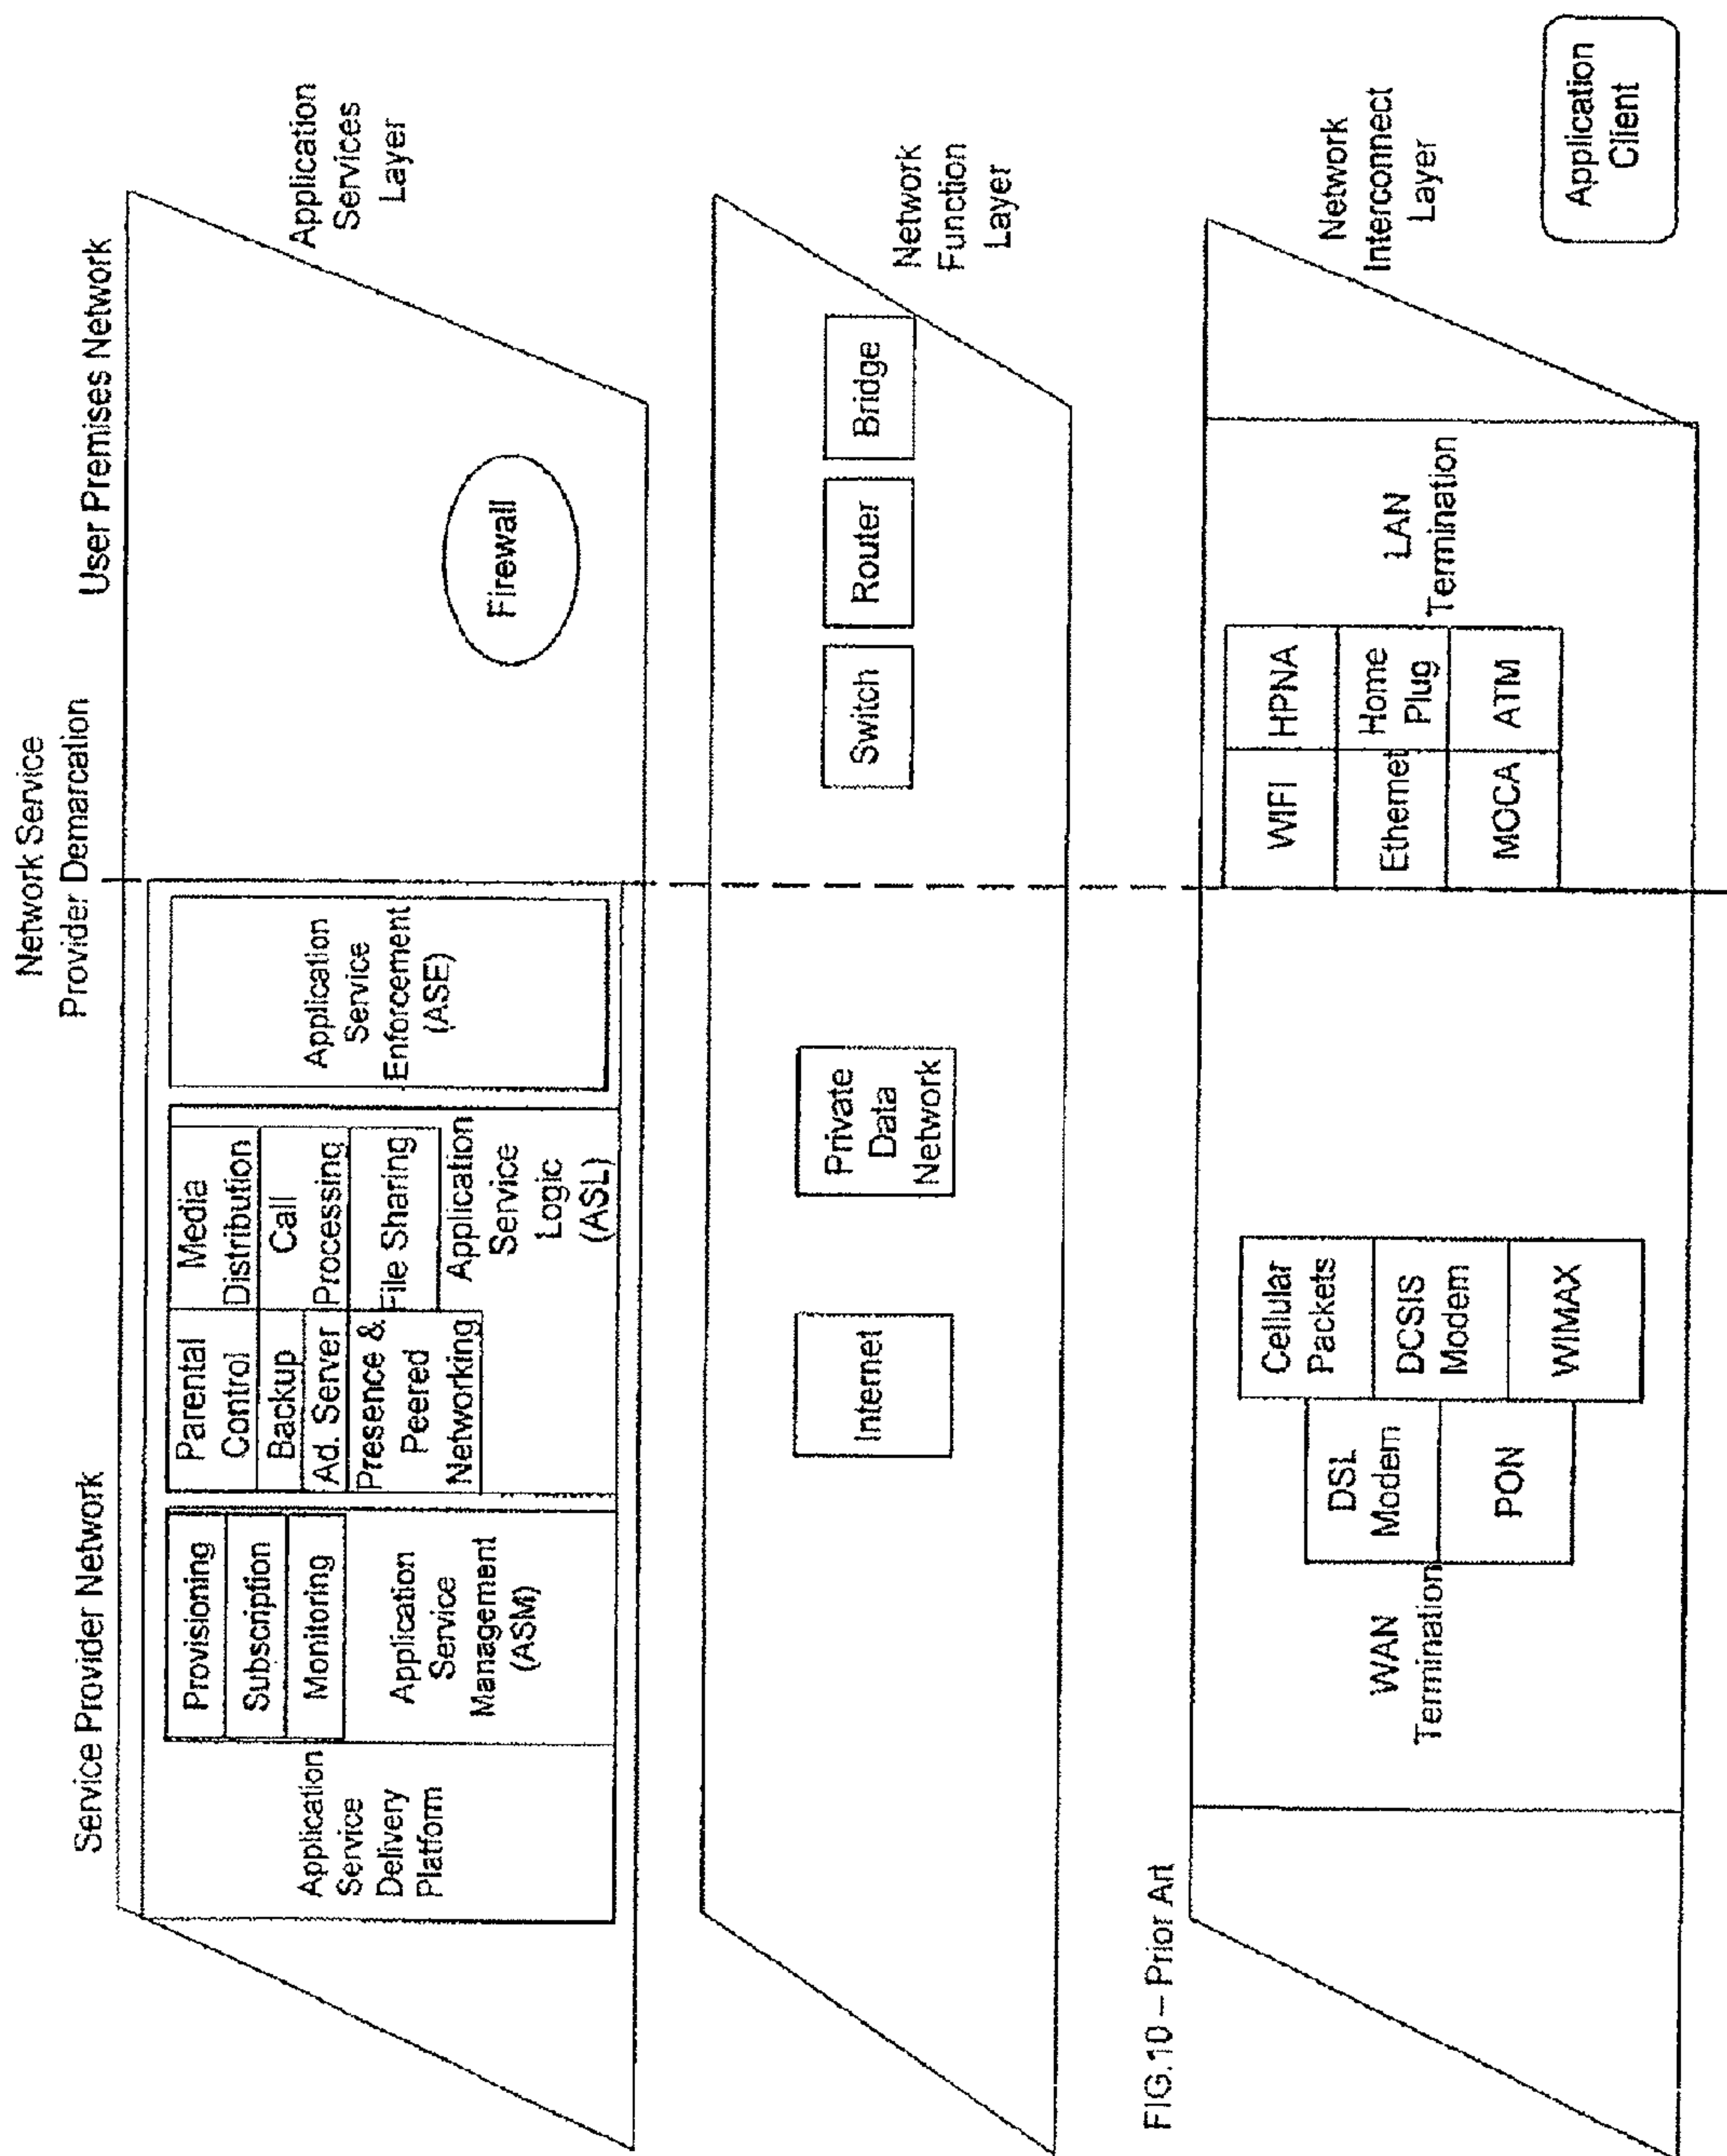 Network Service
Provider Demarcation
Service Provider Network
User Premises Network
Application
Service
Delivery
Platform
Provisioning
Subscription
Monitoring
Application
Service
Management
(ASM)
Parental
Control
Backup
Ad. Server
Presence &
Peered
Networking
Media
Distribution
Call
Processing
File Sharing
Application
Service
Logic
(ASL)
Application
Service
Enforcement
(ASE)
Firewall
Application
Services
Layer
Internet
Private
Data
Network
Switch
Router
Bridge
Network
Function
Layer
FIG.10 – Prior Art
WAN
Termination
DSL
Modem
PON
Cellular
Packets
DCSIS
Modem
WIMAX
WIFI
HPNA
Ethernet
Home
Plug
MOCA
ATM
LAN
Termination
Network
Interconnect
Layer
Application
Client